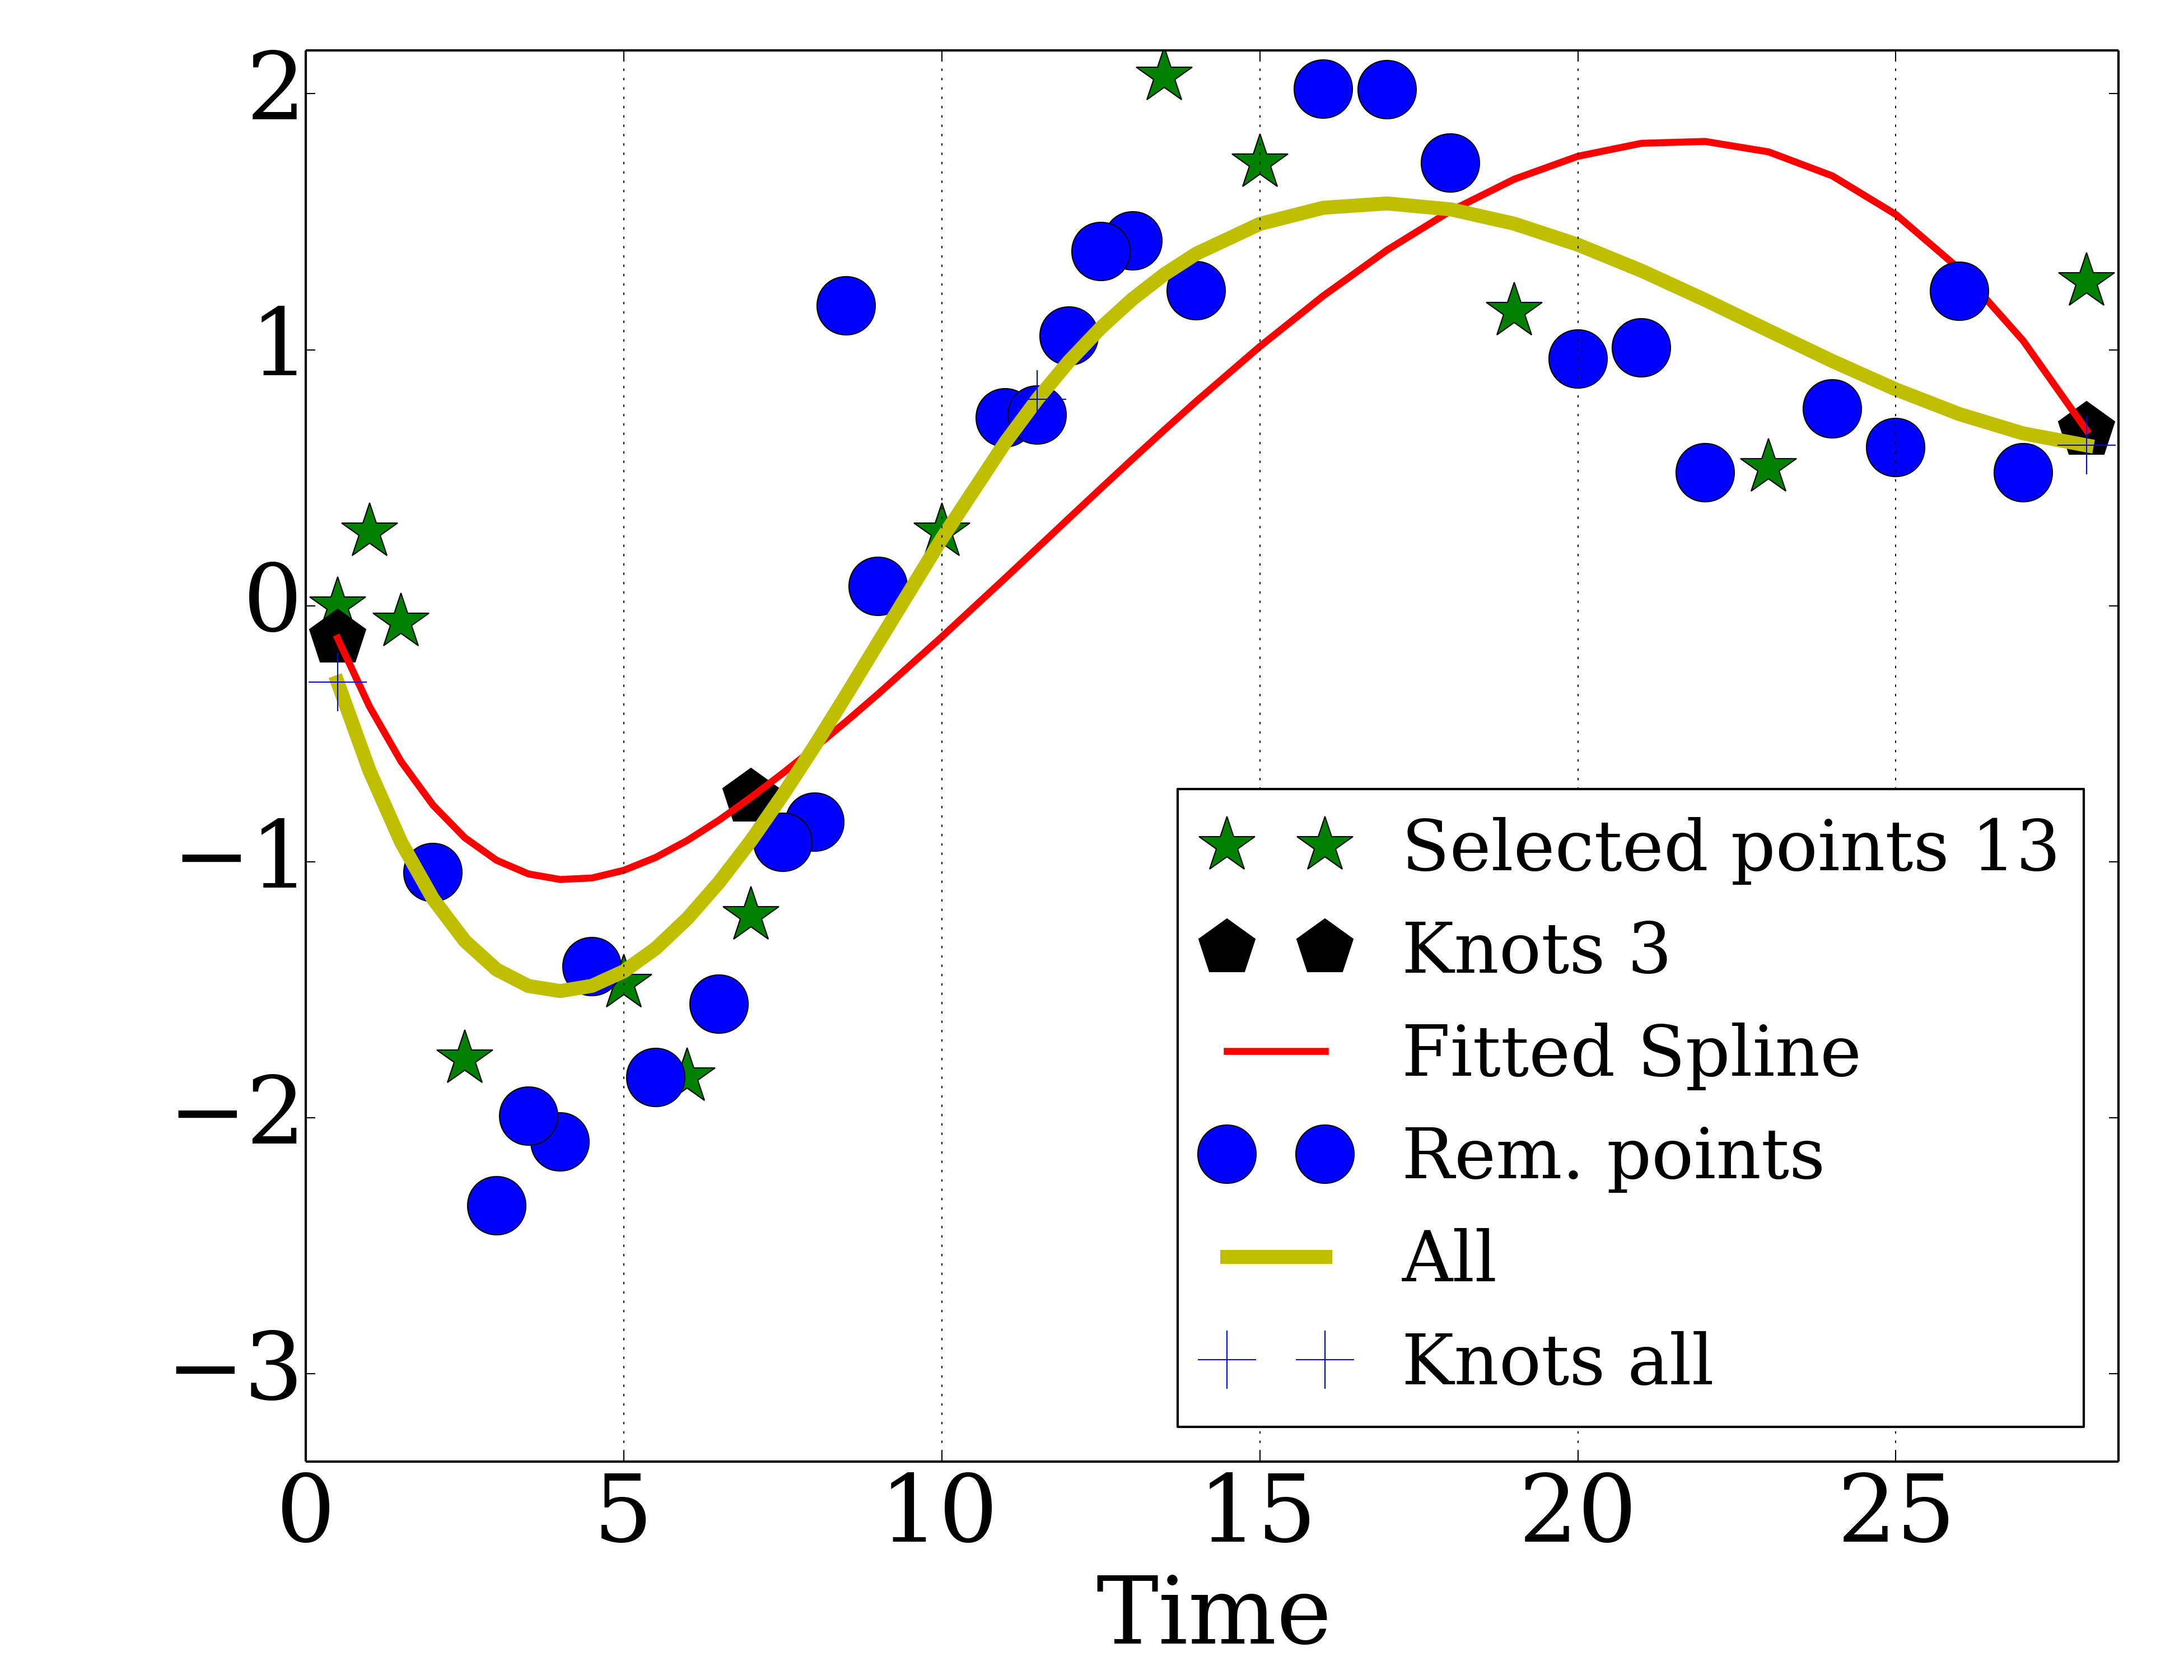 2
1
0
−1
−2
−3
0 5 10 15 20 25
Time
Selected points 13
Knots 3
Fitted Spline
Rem. points
All
Knots all